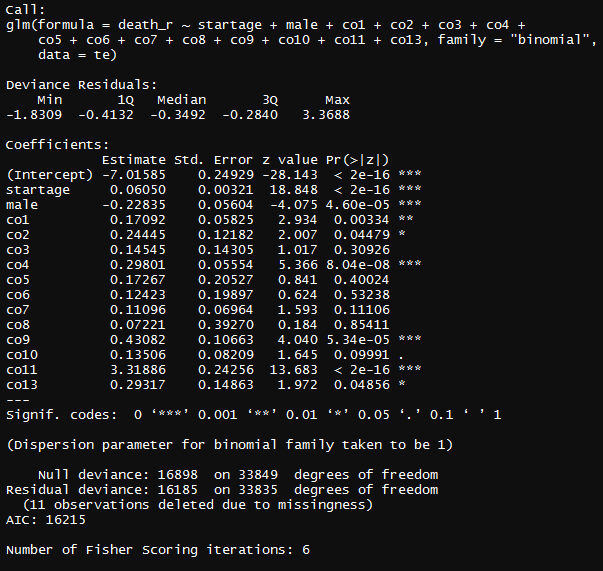 Call:
glm(formula = death_r ~ startage + male + co1 + co2 + co3 + co4 +
    co5 + co6 + co7 + co8 + co9 + co10 + co11 + co13, family = "binomial",
    data = te)

Deviance Residuals:
    Min       1Q   Median       3Q      Max
-1.8309  -0.4132  -0.3492  -0.2840   3.3688

Coefficients:
            Estimate Std. Error z value Pr(>|z|)
(Intercept) -7.01585    0.24929 -28.143  < 2e-16 ***
startage     0.06050    0.00321  18.848  < 2e-16 ***
male        -0.22835    0.05604  -4.075 4.60e-05 ***
co1          0.17092    0.05825   2.934  0.00334 **
co2          0.24445    0.12182   2.007  0.04479 *
co3          0.14545    0.14305   1.017  0.30926
co4          0.29801    0.05554   5.366 8.04e-08 ***
co5          0.17267    0.20527   0.841  0.40024
co6          0.12423    0.19897   0.624  0.53238
co7          0.11096    0.06964   1.593  0.11106
co8          0.07221    0.39270   0.184  0.85411
co9          0.43082    0.10663   4.040 5.34e-05 ***
co10         0.13506    0.08209   1.645  0.09991 .
co11         3.31886    0.24256  13.683  < 2e-16 ***
co13         0.29317    0.14863   1.972  0.04856 *
---
Signif. codes:  0 ‘***’ 0.001 ‘**’ 0.01 ‘*’ 0.05 ‘.’ 0.1 ‘ ’ 1

(Dispersion parameter for binomial family taken to be 1)

    Null deviance: 16898  on 33849  degrees of freedom
Residual deviance: 16185  on 33835  degrees of freedom
  (11 observations deleted due to missingness)
AIC: 16215

Number of Fisher Scoring iterations: 6